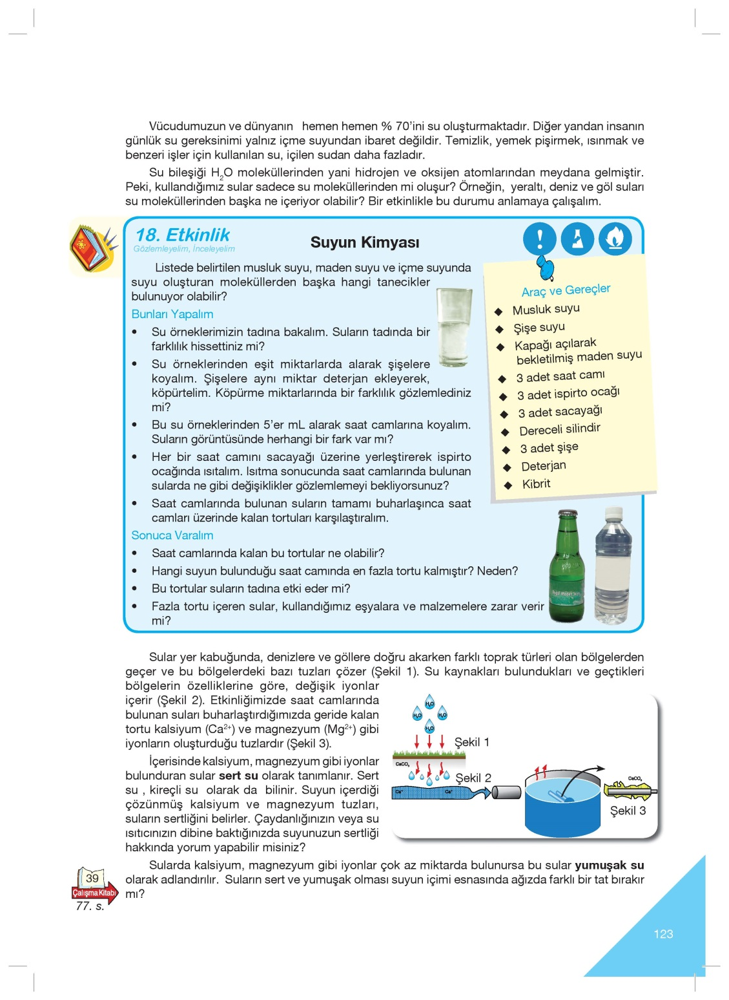 Vücudumuzun ve dünyanın hemen hemen % 70'ini su oluşturmaktadır. Diğer yandan insanın
günlük su gereksinimi yalnız içme suyundan ibaret değildir. Temizlik, yemek pişirmek, ısınmak ve
benzeri işler için kullanılan su, içilen sudan daha fazladır.
Su bileşiği H₂O moleküllerinden yani hidrojen ve oksijen atomlarından meydana gelmiştir.
Peki, kullandığımız sular sadece su moleküllerinden mi oluşur? Örneğin, yeraltı, deniz ve göl suları
su moleküllerinden başka ne içeriyor olabilir? Bir etkinlikle bu durumu anlamaya çalışalım.
18. Etkinlik
Gözlemleyelim, İnceleyelim
Suyun Kimyası
Listede belirtilen musluk suyu, maden suyu ve içme suyunda
suyu oluşturan moleküllerden başka hangi tanecikler
bulunuyor olabilir?
Bunları Yapalım
• Su örneklerimizin tadına bakalım. Suların tadında bir
farklılık hissettiniz mi?
• Su örneklerinden eşit miktarlarda alarak şişelere
koyalım. Şişelere aynı miktar deterjan ekleyerek,
köpürtelim. Köpürme miktarlarında bir farklılık gözlemlediniz
mi?
• Bu su örneklerinden 5'er mL alarak saat camlarına koyalım.
Suların görüntüsünde herhangi bir fark var mı?
• Her bir saat camını sacayağı üzerine yerleştirerek ispirto
ocağında ısıtalım. Isıtma sonucunda saat camlarında bulunan
sularda ne gibi değişiklikler gözlemlemeyi bekliyorsunuz?
• Saat camlarında bulunan suların tamamı buharlaşınca saat
camları üzerinde kalan tortuları karşılaştıralım.
Sonuca Varalım
• Saat camlarında kalan bu tortular ne olabilir?
• Hangi suyun bulunduğu saat camında en fazla tortu kalmıştır? Neden?
• Bu tortular suların tadına etki eder mi?
• Fazla tortu içeren sular, kullandığımız eşyalara ve malzemelere zarar verir
mi?
Araç ve Gereçler
◆ Musluk suyu
◆ Şişe suyu
◆ Kapağı açılarak
bekletilmiş maden suyu
◆ 3 adet saat camı
◆ 3 adet ispirto ocağı
◆ 3 adet sacayağı
◆ Dereceli silindir
◆ 3 adet şişe
◆ Deterjan
◆ Kibrit
Sular yer kabuğunda, denizlere ve göllere doğru akarken farklı toprak türleri olan bölgelerden
geçer ve bu bölgelerdeki bazı tuzları çözer (Şekil 1). Su kaynakları bulundukları ve geçtikleri
bölgelerin özelliklerine göre, değişik iyonlar
içerir (Şekil 2). Etkinliğimizde saat camlarında
bulunan suları buharlaştırdığımızda geride kalan
tortu kalsiyum (Ca²⁺) ve magnezyum (Mg²⁺) gibi
iyonların oluşturduğu tuzlardır (Şekil 3).
İçerisinde kalsiyum, magnezyum gibi iyonlar
bulunduran sular sert su olarak tanımlanır. Sert
su , kireçli su olarak da bilinir. Suyun içerdiği
çözünmüş kalsiyum ve magnezyum tuzları,
suların sertliğini belirler. Çaydanlığınızın veya su
ısıtıcınızın dibine baktığınızda suyunuzun sertliği
hakkında yorum yapabilir misiniz?
H₂O
H₂O
H₂O
H₂O
Şekil 1
CaCO₃
Şekil 2
CaCO₃
Şekil 3
Sularda kalsiyum, magnezyum gibi iyonlar çok az miktarda bulunursa bu sular yumuşak su
olarak adlandırılır. Suların sert ve yumuşak olması suyun içimi esnasında ağızda farklı bir tat bırakır
mı?
39
Çalışma Kitabı
77. s.
123